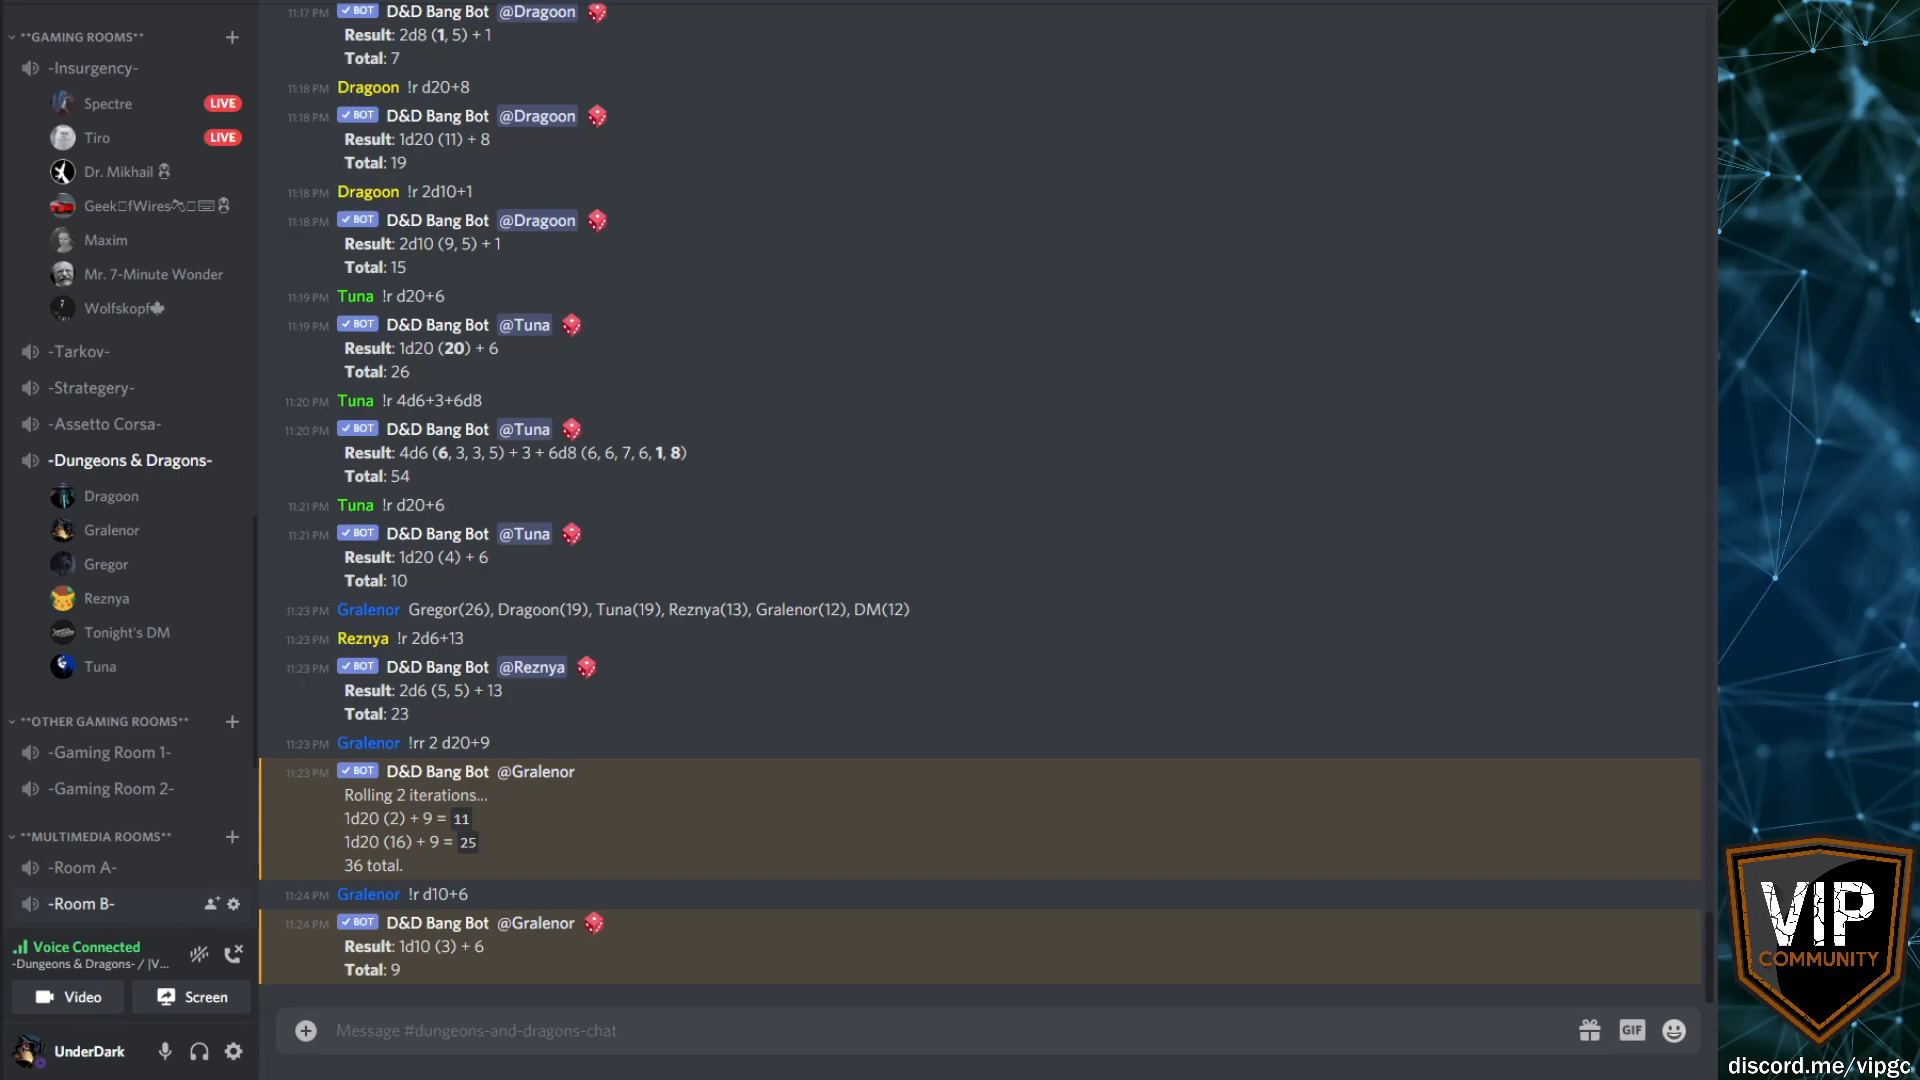 **GAMING ROOMS**
-Insurgency-
Spectre LIVE
Tiro LIVE
Dr. Mikhail
Maxim
Mr. 7-Minute Wonder
Wolfskopf
-Tarkov-
-Strategery-
-Assetto Corsa-
-Dungeons & Dragons-
Dragoon
Gralenor
Gregor
Reznya
Tonight's DM
Tuna
**OTHER GAMING ROOMS**
-Gaming Room 1-
-Gaming Room 2-
**MULTIMEDIA ROOMS**
-Room A-
-Room B-
Voice Connected
-Dungeons & Dragons- / |V...
Video Screen
UnderDark
11:17 PM BOT D&D Bang Bot @Dragoon
Result: 2d8 (1, 5) + 1
Total: 7
11:18 PM Dragoon !r d20+8
11:18 PM BOT D&D Bang Bot @Dragoon
Result: 1d20 (11) + 8
Total: 19
11:18 PM Dragoon !r 2d10+1
11:18 PM BOT D&D Bang Bot @Dragoon
Result: 2d10 (9, 5) + 1
Total: 15
11:19 PM Tuna !r d20+6
11:19 PM BOT D&D Bang Bot @Tuna
Result: 1d20 (20) + 6
Total: 26
11:20 PM Tuna !r 4d6+3+6d8
11:20 PM BOT D&D Bang Bot @Tuna
Result: 4d6 (6, 3, 3, 5) + 3 + 6d8 (6, 6, 7, 6, 1, 8)
Total: 54
11:21 PM Tuna !r d20+6
11:21 PM BOT D&D Bang Bot @Tuna
Result: 1d20 (4) + 6
Total: 10
11:23 PM Gralenor Gregor(26), Dragoon(19), Tuna(19), Reznya(13), Gralenor(12), DM(12)
11:23 PM Reznya !r 2d6+13
11:23 PM BOT D&D Bang Bot @Reznya
Result: 2d6 (5, 5) + 13
Total: 23
11:23 PM Gralenor !rr 2 d20+9
11:23 PM BOT D&D Bang Bot @Gralenor
Rolling 2 iterations...
1d20 (2) + 9 = 11
1d20 (16) + 9 = 25
36 total.
11:24 PM Gralenor !r d10+6
11:24 PM BOT D&D Bang Bot @Gralenor
Result: 1d10 (3) + 6
Total: 9
Message #dungeons-and-dragons-chat
GIF
VIP
COMMUNITY
discord.me/vipgc